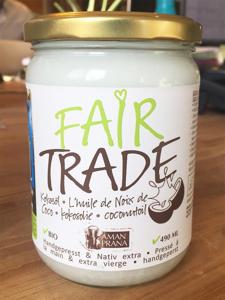 FAIR
TRADE
Kokosöl • L'huile de Noix de
Coco • kokosolie • coconutoil
✓BIO
AMAN
PRANA
✓490 ML
Handgepresst & Nativ extra • Pressé à
la main & extra vierge • handgeperst